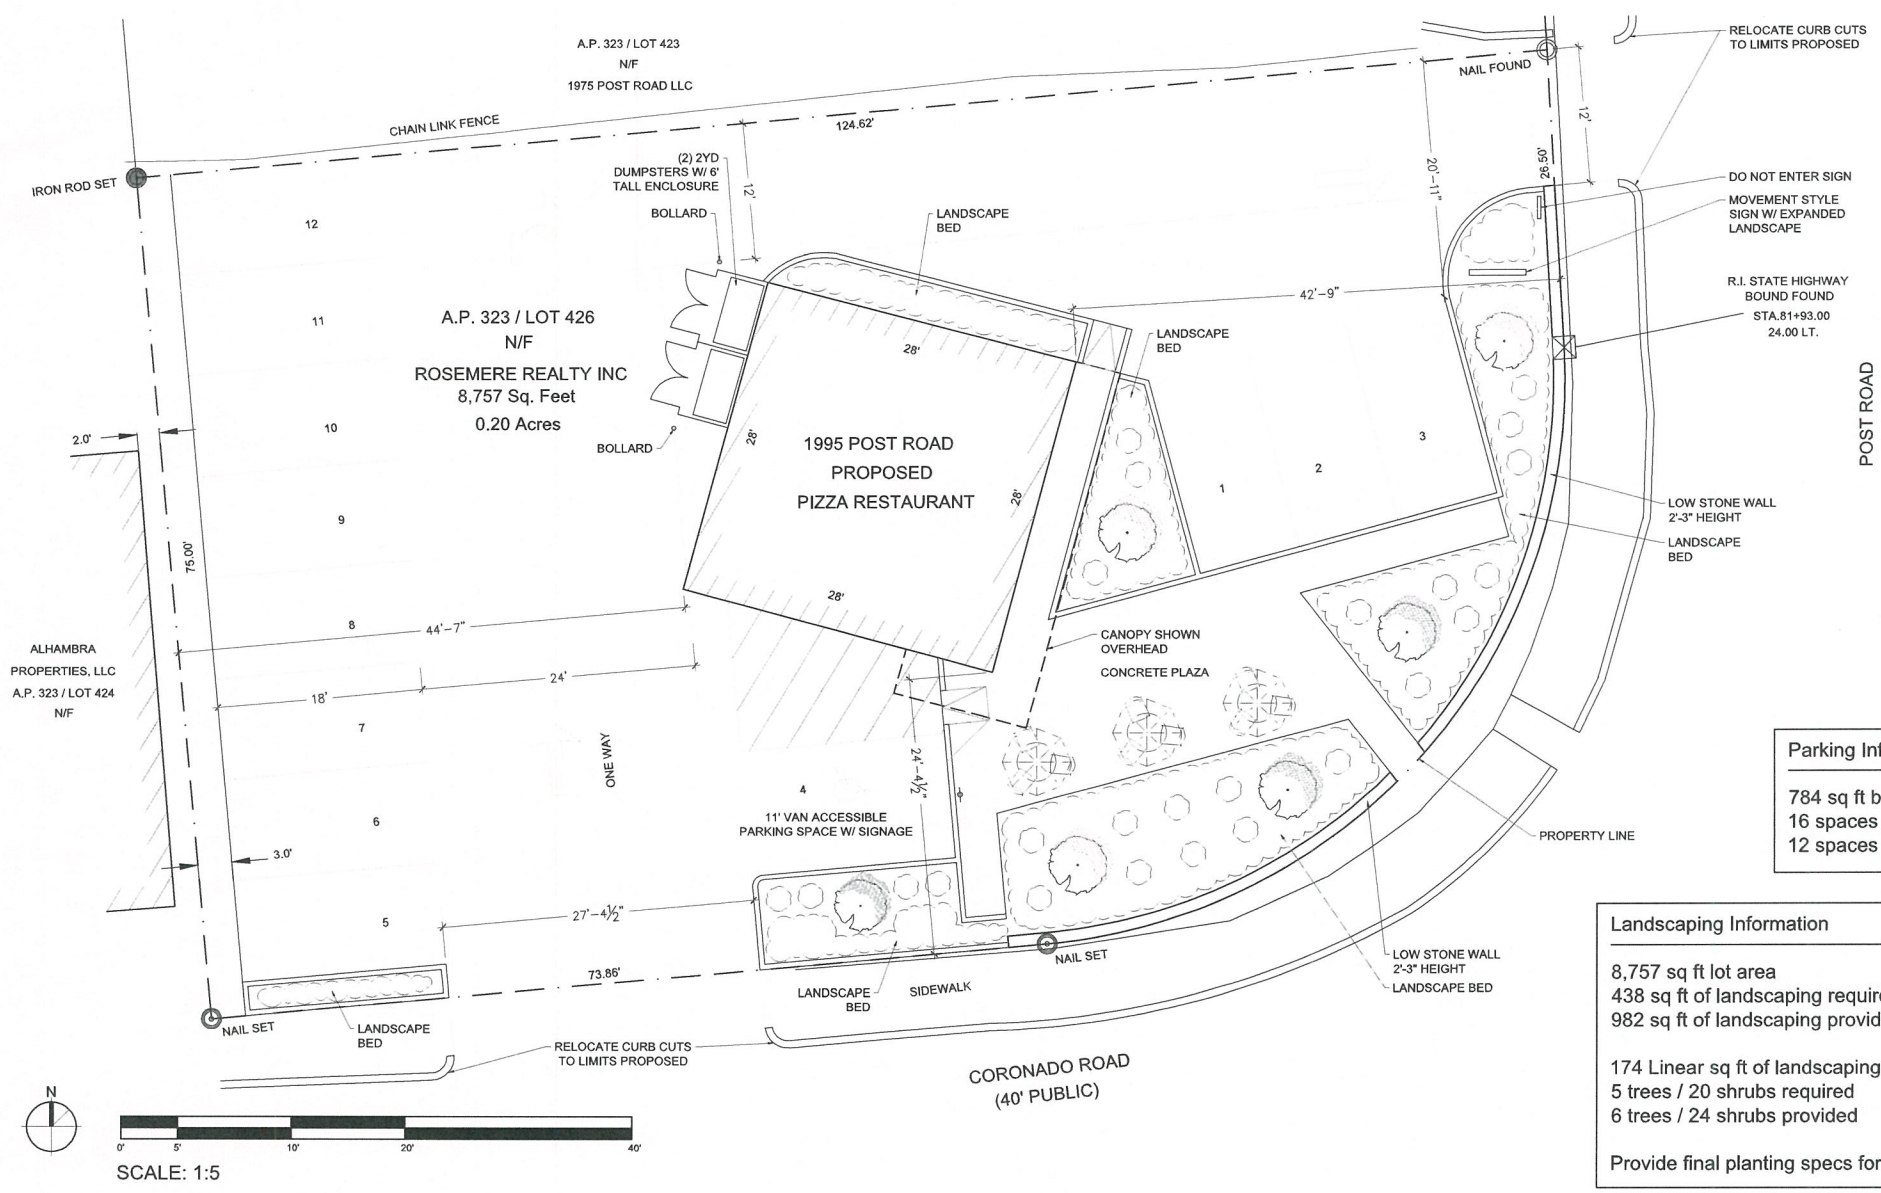 A.P. 323 / LOT 423
N/F
1975 POST ROAD LLC
CHAIN LINK FENCE
124.62'
NAIL FOUND
RELOCATE CURB CUTS
TO LIMITS PROPOSED
12'
26.50'
20'-11"
IRON ROD SET
(2) 2YD
DUMPSTERS W/ 6'
TALL ENCLOSURE
12'
BOLLARD
LANDSCAPE
BED
DO NOT ENTER SIGN
MOVEMENT STYLE
SIGN W/ EXPANDED
LANDSCAPE
12
11
10
9
8
7
6
5
A.P. 323 / LOT 426
N/F
ROSEMERE REALTY INC
8,757 Sq. Feet
0.20 Acres
BOLLARD
28'
28'
28'
28'
1995 POST ROAD
PROPOSED
PIZZA RESTAURANT
LANDSCAPE
BED
42'-9"
R.I. STATE HIGHWAY
BOUND FOUND
STA.81+93.00
24.00 LT.
POST ROAD
1
2
3
2.0'
75.00'
LOW STONE WALL
2'-3" HEIGHT
LANDSCAPE
BED
44'-7"
18'
24'
ALHAMBRA
PROPERTIES, LLC
A.P. 323 / LOT 424
N/F
CANOPY SHOWN
OVERHEAD
CONCRETE PLAZA
ONE WAY
24'-4½"
4
11' VAN ACCESSIBLE
PARKING SPACE W/ SIGNAGE
3.0'
27'-4½"
PROPERTY LINE
Parking Inf
784 sq ft b
16 spaces
12 spaces
73.86'
NAIL SET
LANDSCAPE
BED
LANDSCAPE
BED
SIDEWALK
NAIL SET
LOW STONE WALL
2'-3" HEIGHT
LANDSCAPE BED
RELOCATE CURB CUTS
TO LIMITS PROPOSED
CORONADO ROAD
(40' PUBLIC)
Landscaping Information
8,757 sq ft lot area
438 sq ft of landscaping require
982 sq ft of landscaping provid
174 Linear sq ft of landscaping
5 trees / 20 shrubs required
6 trees / 24 shrubs provided
Provide final planting specs for
N
0'
5'
10'
20'
40'
SCALE: 1:5